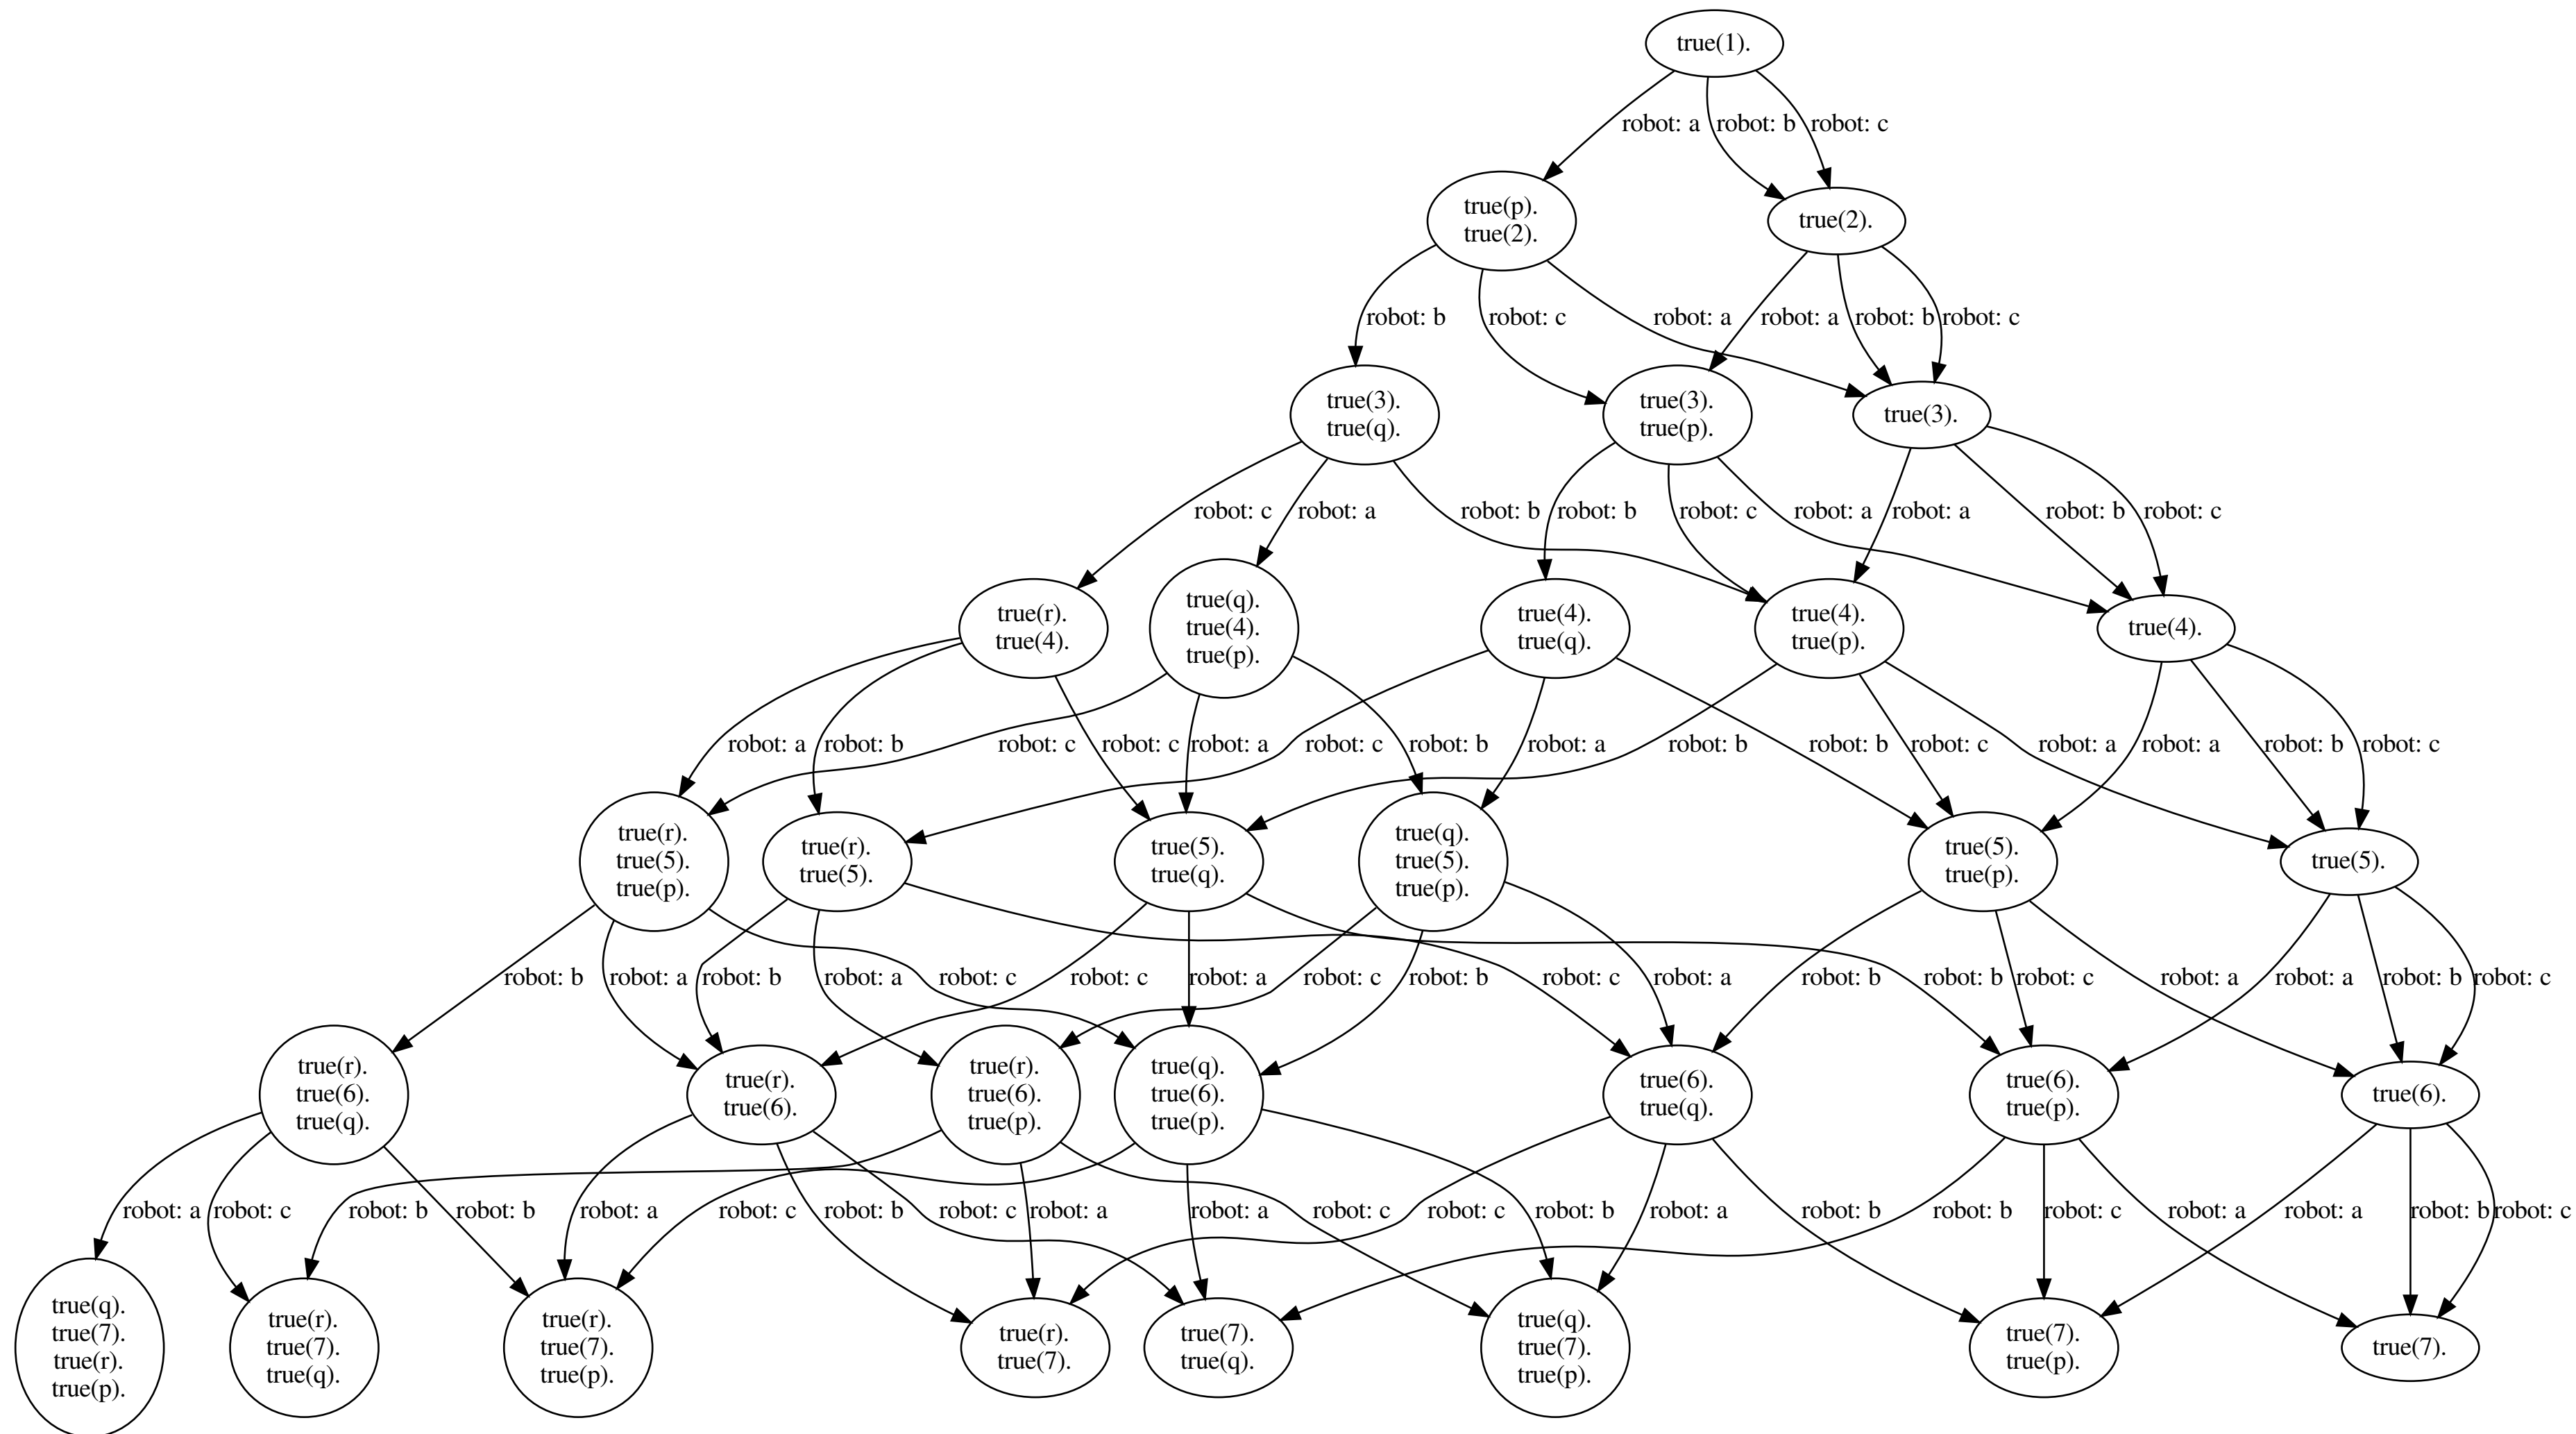 true(1).
robot: a
robot: b
robot: c
true(p).
true(2).
true(2).
robot: b
robot: c
robot: a
robot: a
robot: b
robot: c
true(3).
true(q).
true(3).
true(p).
true(3).
robot: c
robot: a
robot: b
robot: b
robot: c
robot: a
robot: a
robot: b
robot: c
true(r).
true(4).
true(q).
true(4).
true(p).
true(4).
true(q).
true(4).
true(p).
true(4).
robot: a
robot: b
robot: c
robot: c
robot: a
robot: c
robot: b
robot: a
robot: b
robot: b
robot: c
robot: a
robot: a
robot: b
robot: c
true(r).
true(5).
true(p).
true(r).
true(5).
true(5).
true(q).
true(q).
true(5).
true(p).
true(5).
true(p).
true(5).
robot: b
robot: a
robot: b
robot: a
robot: c
robot: c
robot: a
robot: c
robot: b
robot: c
robot: a
robot: b
robot: b
robot: c
robot: a
robot: a
robot: b
robot: c
true(r).
true(6).
true(q).
true(r).
true(6).
true(r).
true(6).
true(p).
true(q).
true(6).
true(p).
true(6).
true(q).
true(6).
true(p).
true(6).
robot: a
robot: c
robot: b
robot: b
robot: a
robot: c
robot: b
robot: c
robot: a
robot: a
robot: c
robot: c
robot: b
robot: a
robot: b
robot: b
robot: c
robot: a
robot: a
robot: b
robot: c
true(q).
true(7).
true(r).
true(p).
true(r).
true(7).
true(q).
true(r).
true(7).
true(p).
true(r).
true(7).
true(7).
true(q).
true(q).
true(7).
true(p).
true(7).
true(p).
true(7).